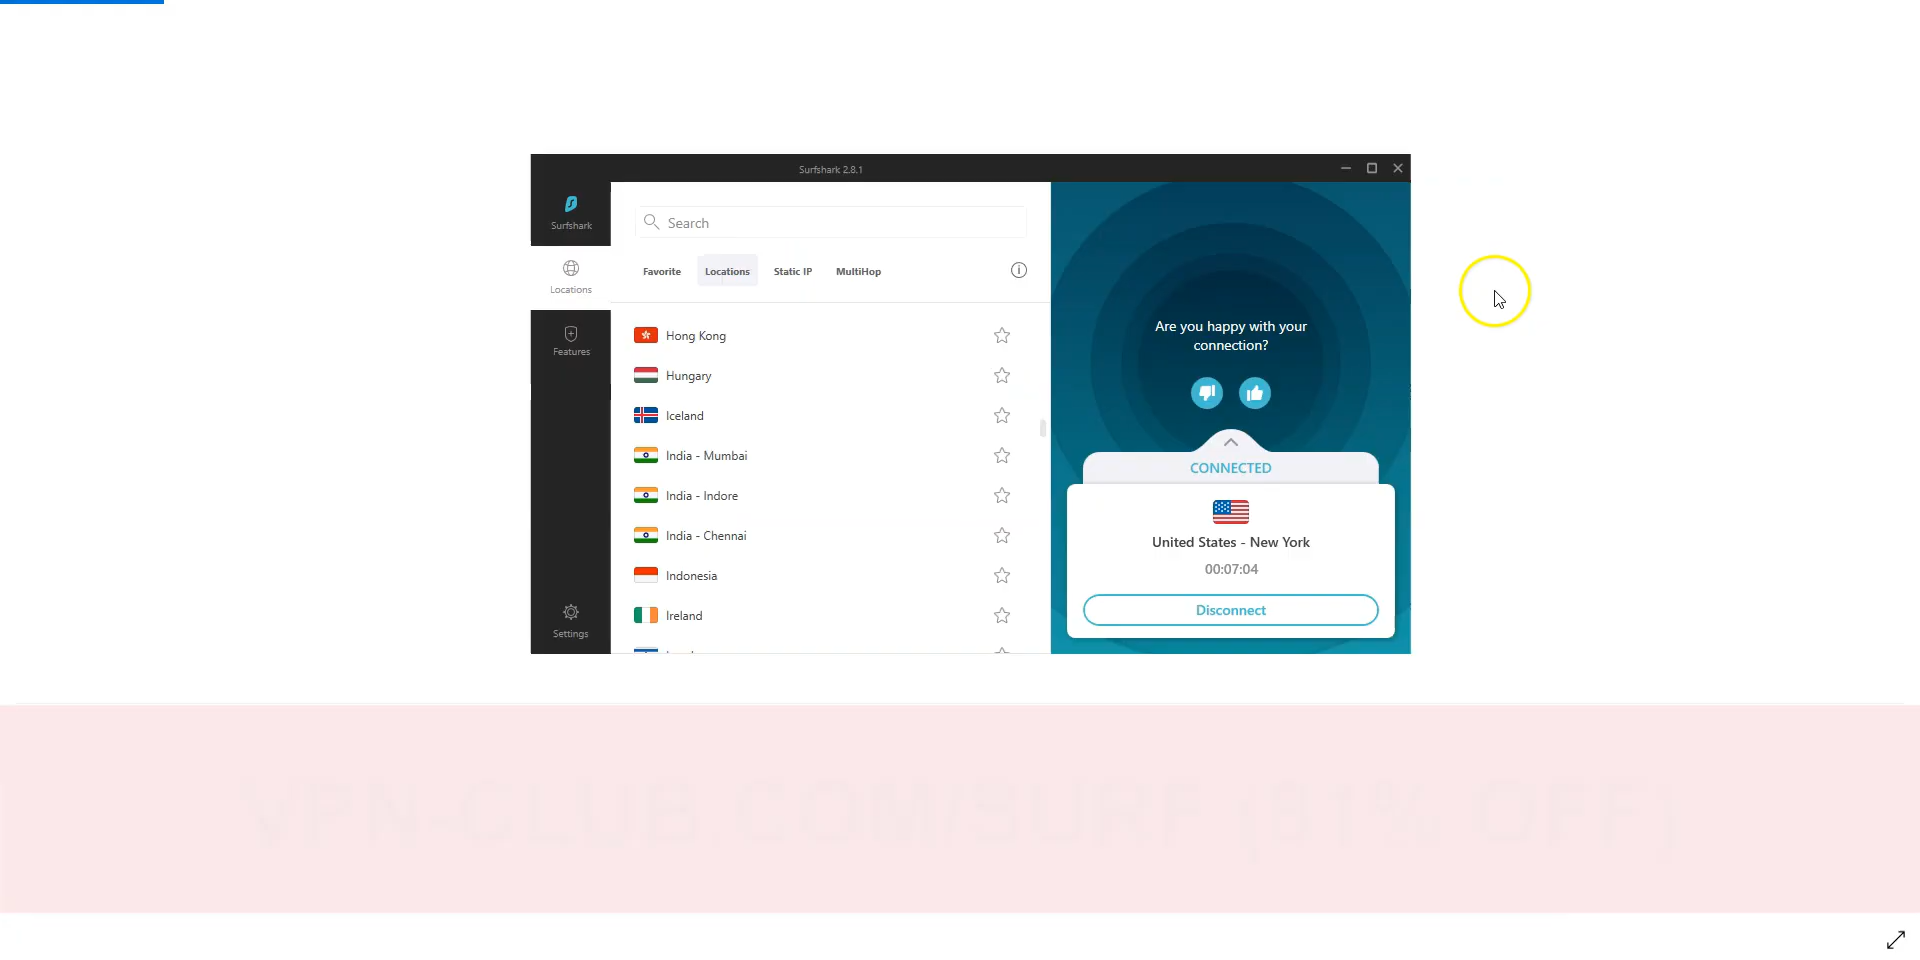 Surfshark 2.8.1
Surfshark
Locations
Features
Settings
Search
Favorite
Locations
Static IP
MultiHop
Hong Kong
Hungary
Iceland
India - Mumbai
India - Indore
India - Chennai
Indonesia
Ireland
Are you happy with your
connection?
CONNECTED
United States - New York
00:07:04
Disconnect
VPN-CLUB.COM/SURF (81% OFF)